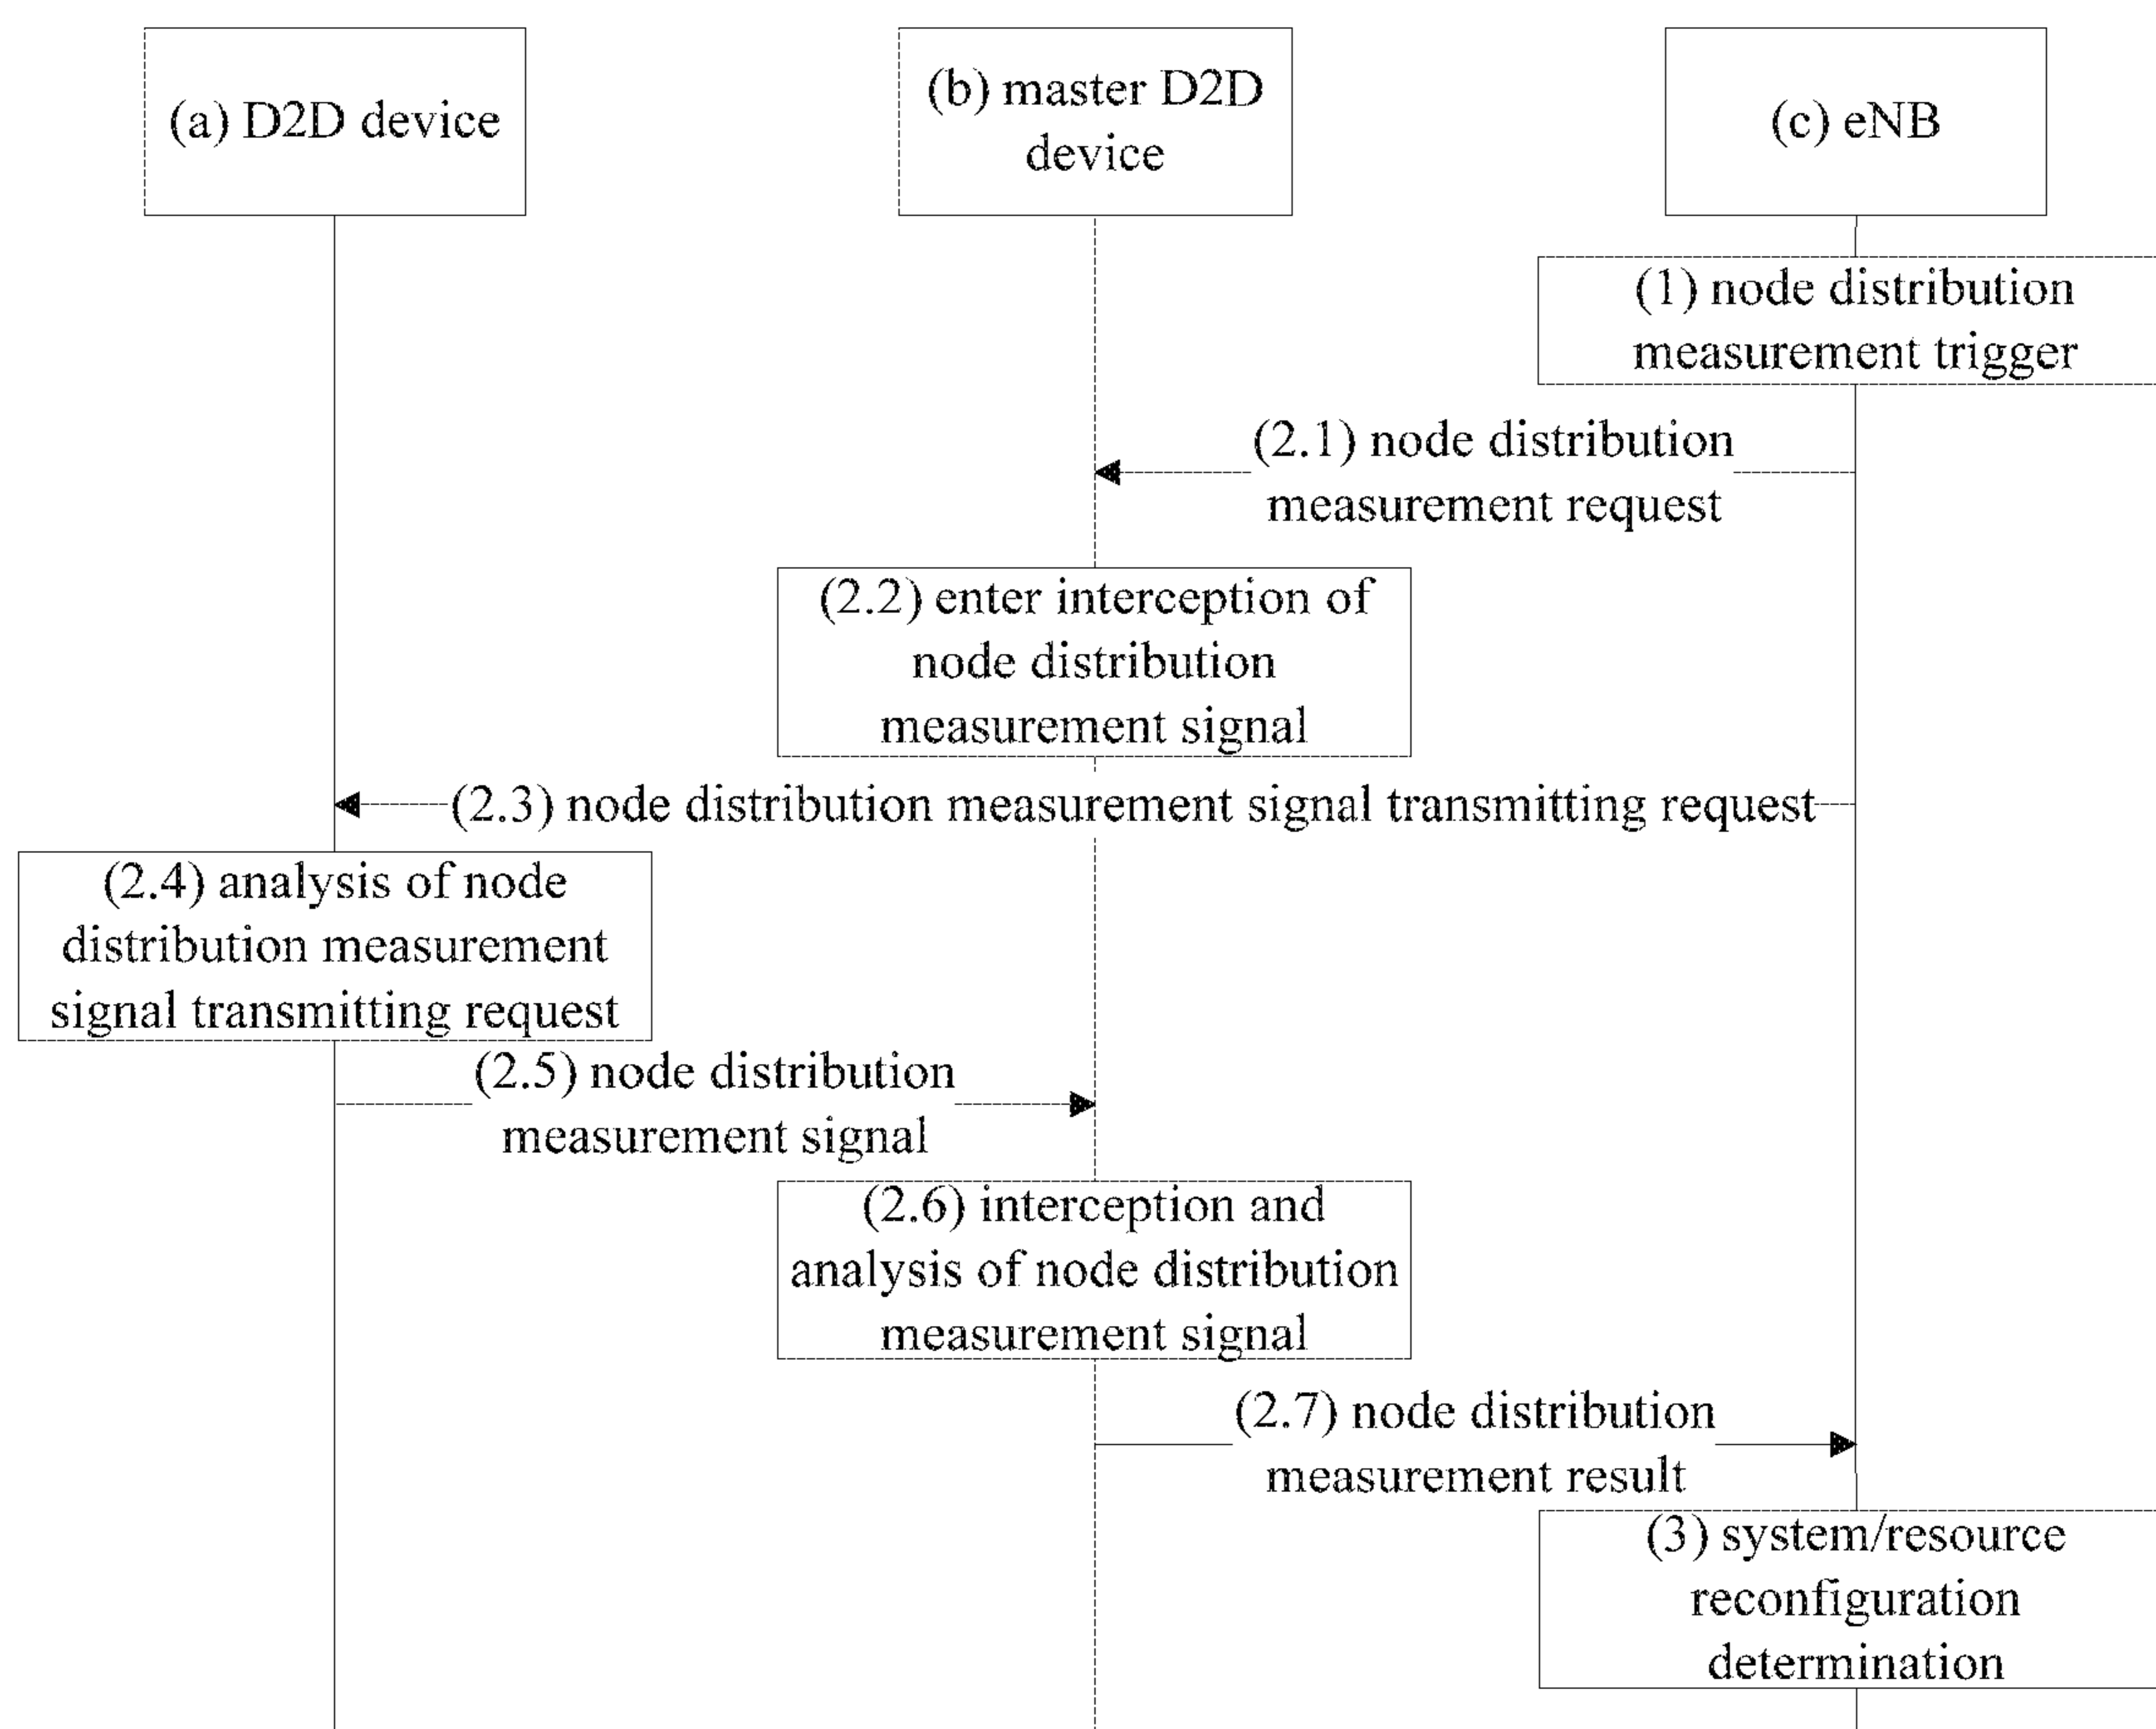 (a) D2D device
(b) master D2D
device
(c) eNB
(1) node distribution
measurement trigger
(2.1) node distribution
measurement request
(2.2) enter interception of
node distribution
measurement signal
(2.3) node distribution measurement signal transmitting request
(2.4) analysis of node
distribution measurement
signal transmitting request
(2.5) node distribution
measurement signal
(2.6) interception and
analysis of node distribution
measurement signal
(2.7) node distribution
measurement result
(3) system/resource
reconfiguration
determination